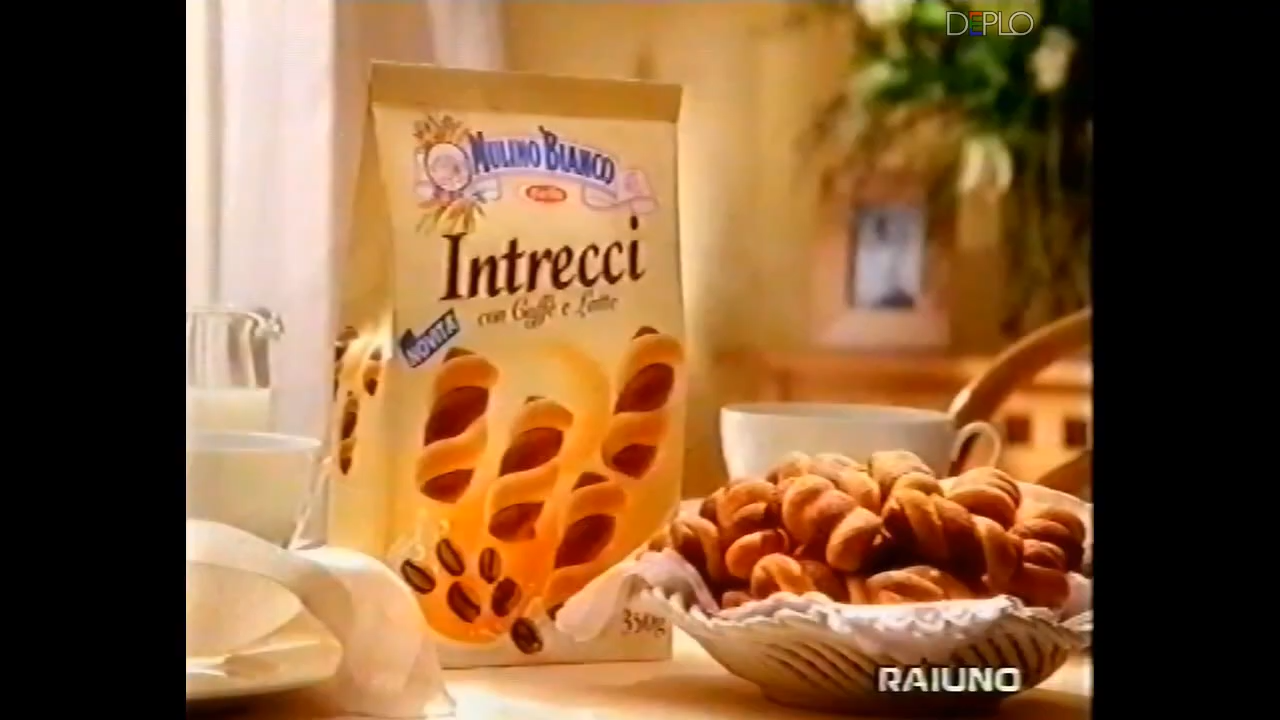 DEPLO
MULINO BIANCO
Barilla
Intrecci
con Caffè e Latte
NOVITÀ
350g
RAIUNO